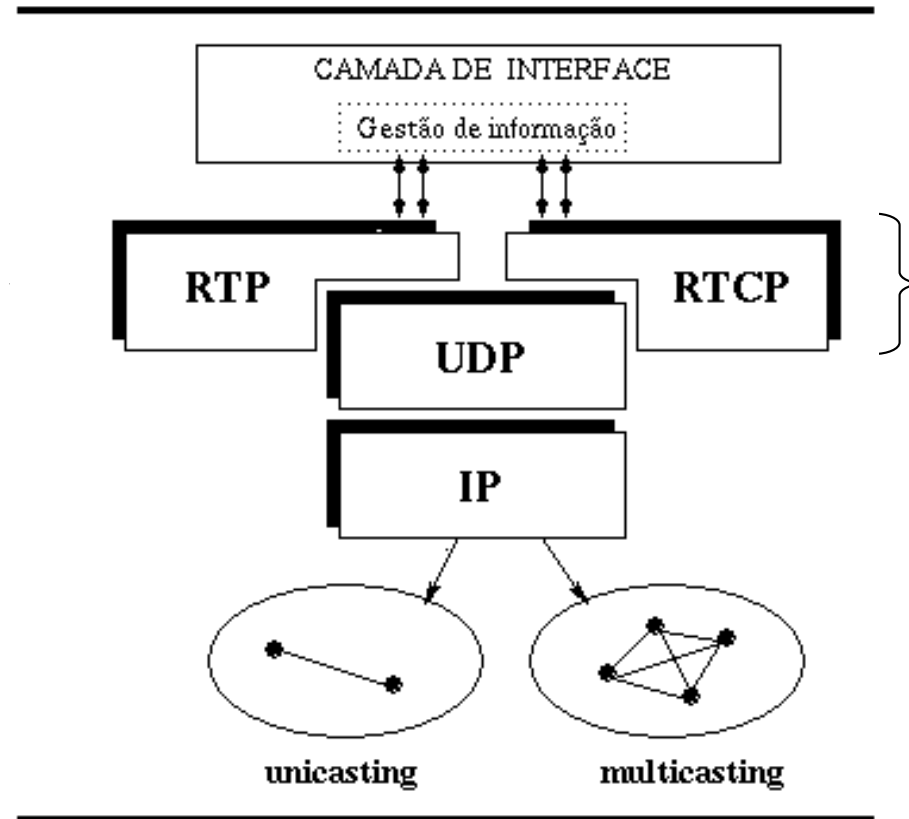 CAMADA DE INTERFACE
Gestão de informação
RTP
RTCP
UDP
IP
unicasting
multicasting